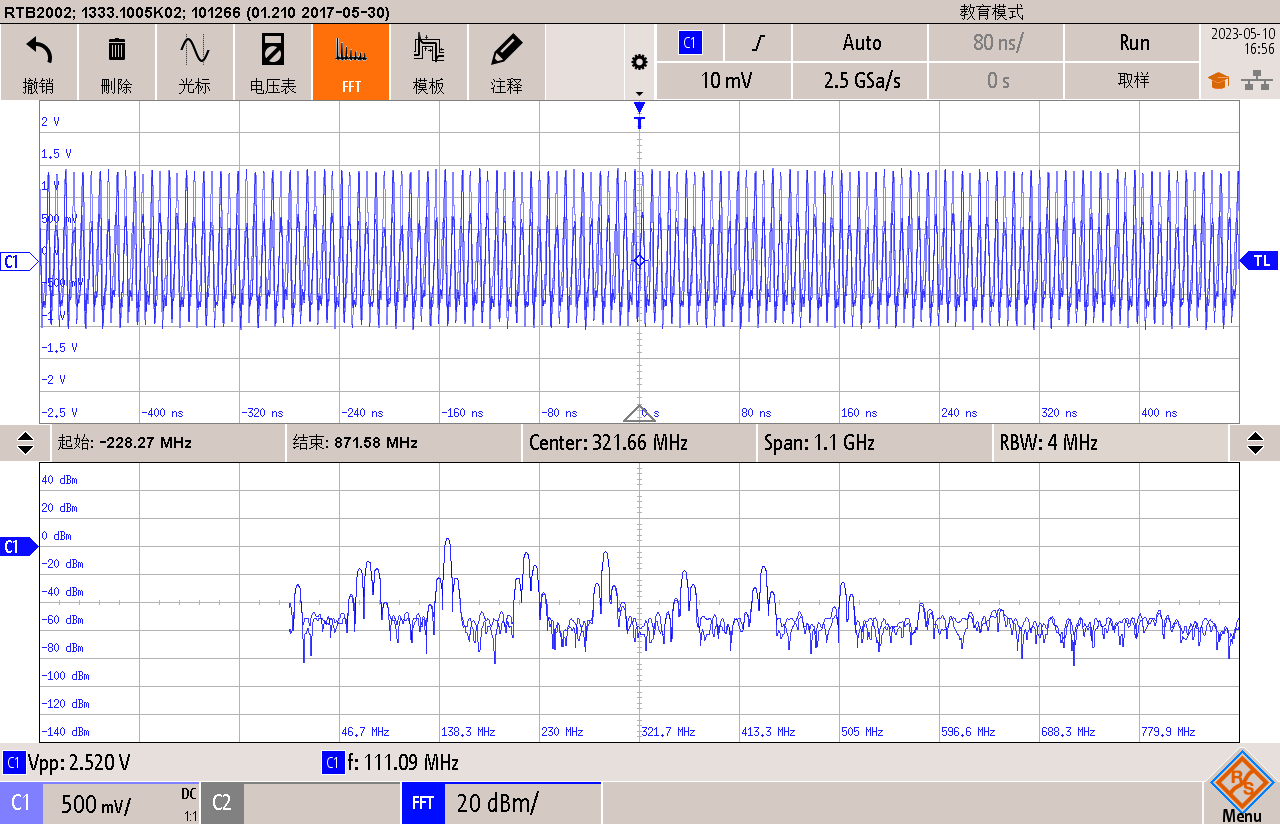 RTB2002; 1333.1005K02; 101266 (01.210 2017-05-30)
教育模式
撤销
刪除
光标
电压表
FFT
模板
注释
C1
Auto
80 ns/
Run
10 mV
2.5 GSa/s
0 s
取样
2023-05-10
16:56
T
2 V
1.5 V
1 V
500 mV
0 V
-500 mV
-1 V
-1.5 V
-2 V
-2.5 V
C1
TL
-400 ns
-320 ns
-240 ns
-160 ns
-80 ns
0 s
80 ns
160 ns
240 ns
320 ns
400 ns
起始: -228.27 MHz
结束: 871.58 MHz
Center: 321.66 MHz
Span: 1.1 GHz
RBW: 4 MHz
40 dBm
20 dBm
0 dBm
-20 dBm
-40 dBm
-60 dBm
-80 dBm
-100 dBm
-120 dBm
-140 dBm
C1
46.7 MHz
138.3 MHz
230 MHz
321.7 MHz
413.3 MHz
505 MHz
596.6 MHz
688.3 MHz
779.9 MHz
C1 Vpp: 2.520 V
C1 f: 111.09 MHz
C1
500 mV/
DC
1:1
C2
FFT
20 dBm/
R&S
Menu